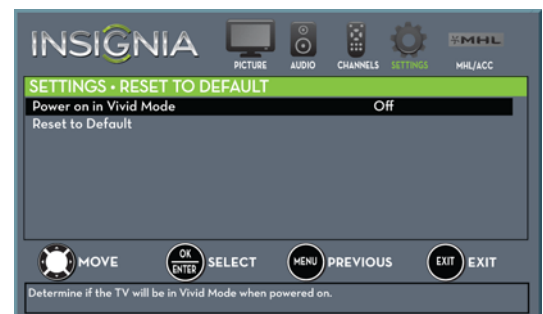 INSIGNIA
PICTURE AUDIO CHANNELS SETTINGS MHL MHL/ACC
SETTINGS • RESET TO DEFAULT
Power on in Vivid Mode Off
Reset to Default
MOVE OK ENTER SELECT MENU PREVIOUS EXIT EXIT
Determine if the TV will be in Vivid Mode when powered on.